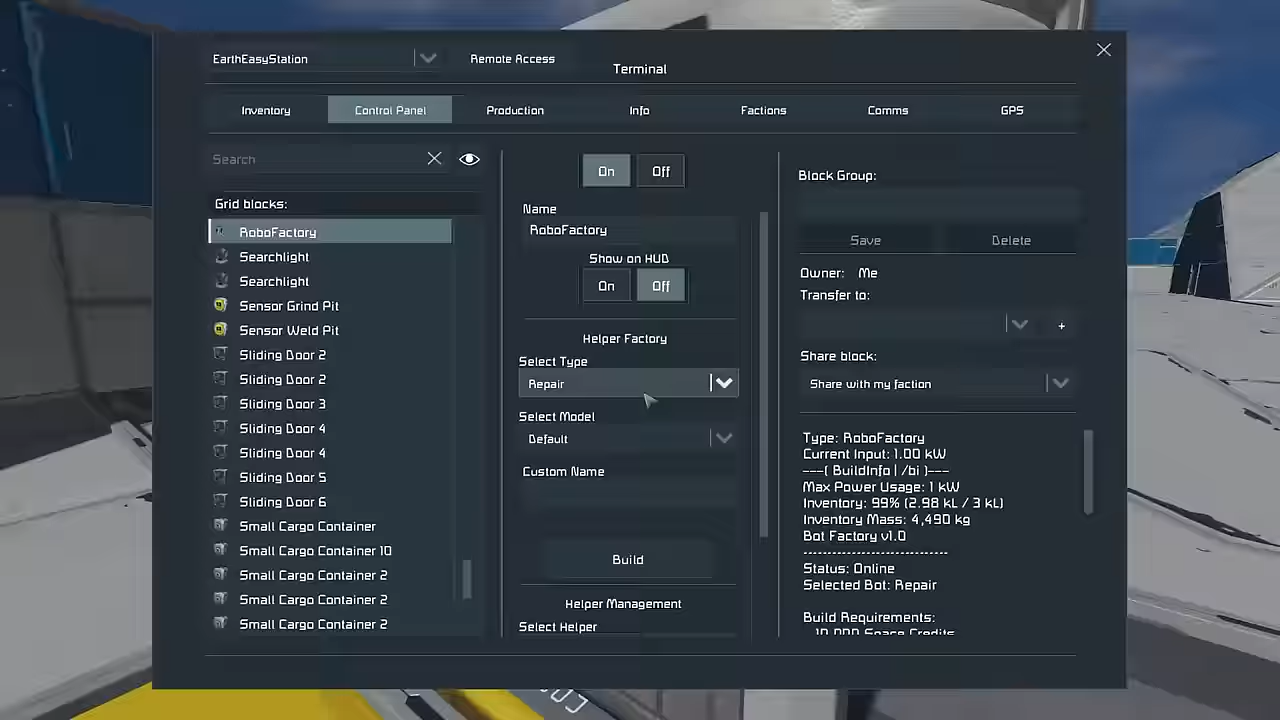 EarthEasyStation
Remote Access
Terminal
Inventory
Control Panel
Production
Info
Factions
Comms
GPS
Search
Grid blocks:
RoboFactory
Searchlight
Searchlight
Sensor Grind Pit
Sensor Weld Pit
Sliding Door 2
Sliding Door 2
Sliding Door 3
Sliding Door 4
Sliding Door 4
Sliding Door 5
Sliding Door 6
Small Cargo Container
Small Cargo Container 10
Small Cargo Container 2
Small Cargo Container 2
Small Cargo Container 2
On
Off
Name
RoboFactory
Show on HUD
On
Off
Helper Factory
Select Type
Repair
Select Model
Default
Custom Name
Build
Helper Management
Select Helper
Block Group:
Save
Delete
Owner: Me
Transfer to:
+
Share block:
Share with my faction
Type: RoboFactory
Current Input: 1.00 kW
---( BuildInfo | /bi )---
Max Power Usage: 1 kW
Inventory: 99% (2.98 kL / 3 kL)
Inventory Mass: 4,490 kg
Bot Factory v1.0
-----------------------------
Status: Online
Selected Bot: Repair
Build Requirements:
10,000 Space Credits